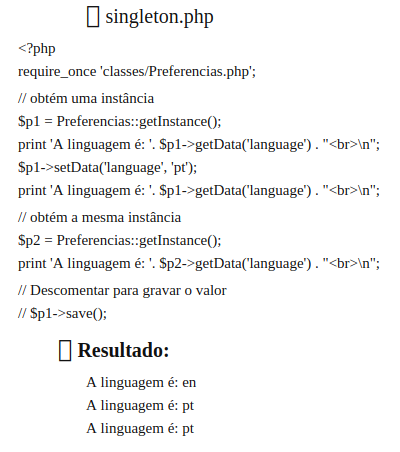 singleton.php
<?php
require_once 'classes/Preferencias.php';
// obtém uma instância
$p1 = Preferencias::getInstance();
print 'A linguagem é: '. $p1->getData('language') . "<br>\n";
$p1->setData('language', 'pt');
print 'A linguagem é: '. $p1->getData('language') . "<br>\n";
// obtém a mesma instância
$p2 = Preferencias::getInstance();
print 'A linguagem é: '. $p2->getData('language') . "<br>\n";
// Descomentar para gravar o valor
// $p1->save();
Resultado:
A linguagem é: en
A linguagem é: pt
A linguagem é: pt